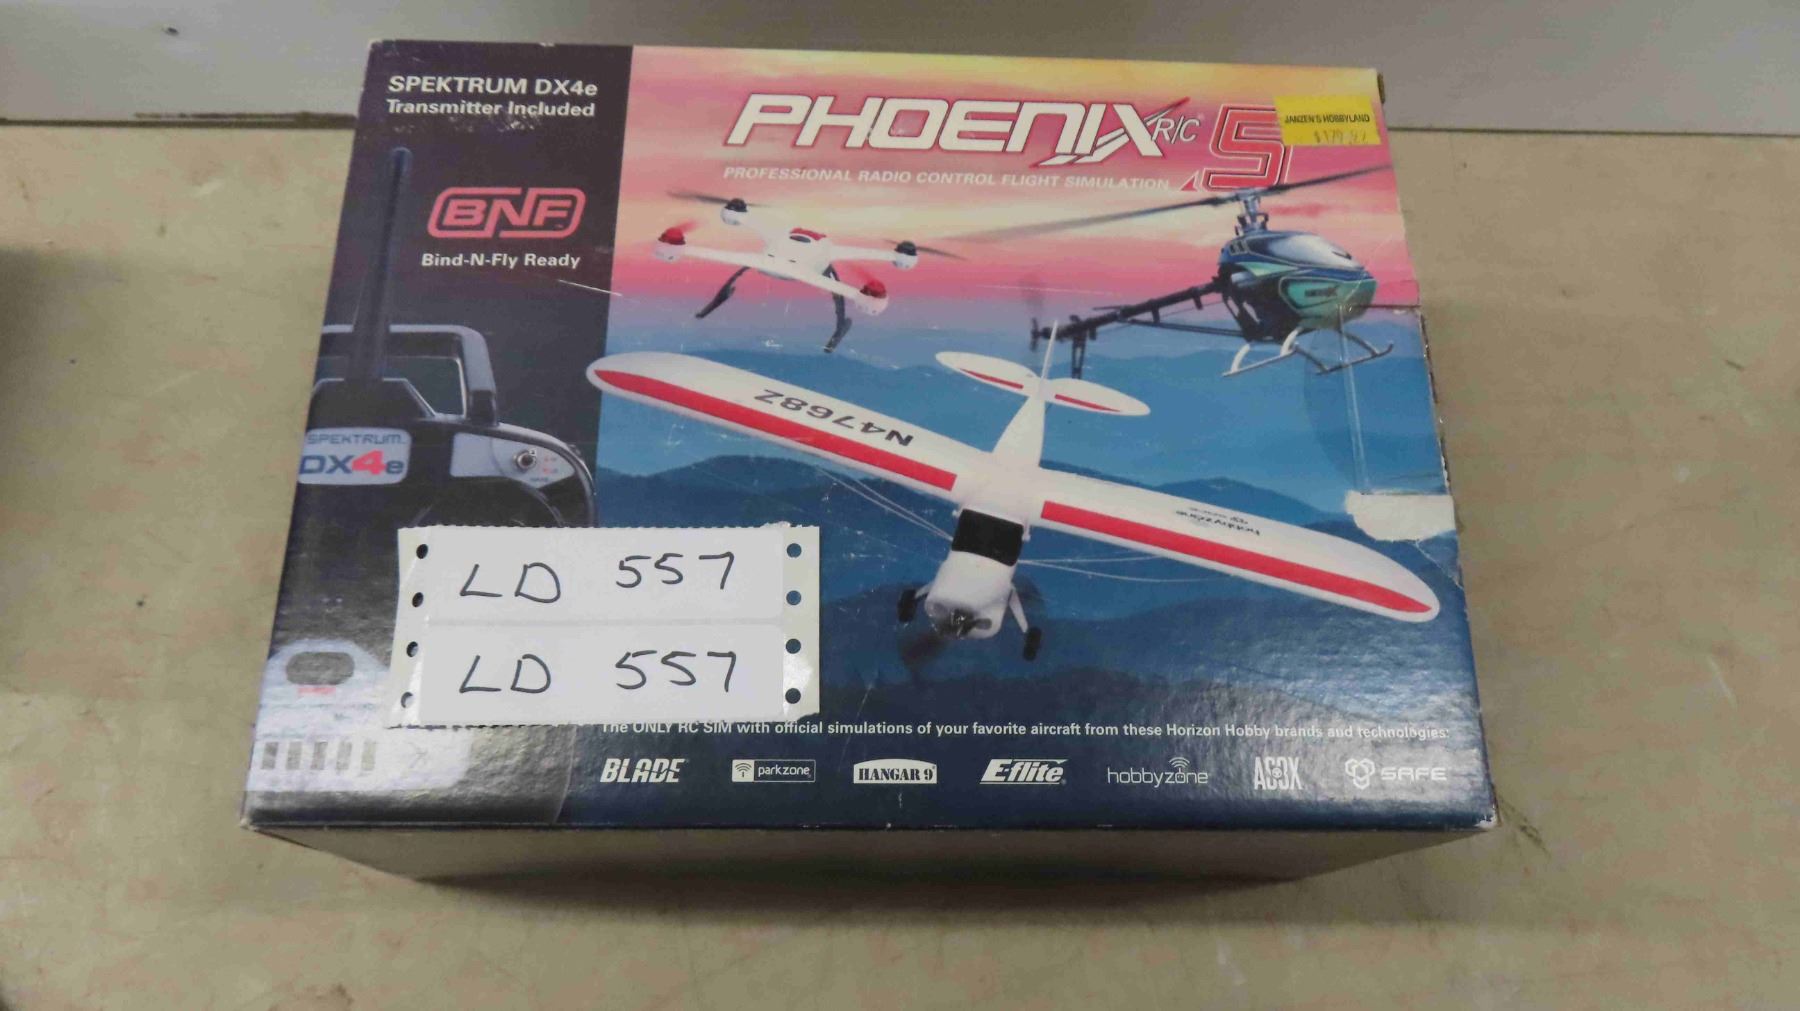 SPEKTRUM DX4e
Transmitter Included
BNF
Bind-N-Fly Ready
PHOENIX R/C 5
PROFESSIONAL RADIO CONTROL FLIGHT SIMULATION
JANZEN'S HOBBYLAND
N4768Z
hobbyzone
SPEKTRUM
DX4e
LD 557
LD 557
The ONLY RC SIM with official simulations of your favorite aircraft from these Horizon Hobby brands and technologies:
BLADE parkzone HANGAR 9 E-flite hobbyzone AS3X SAFE